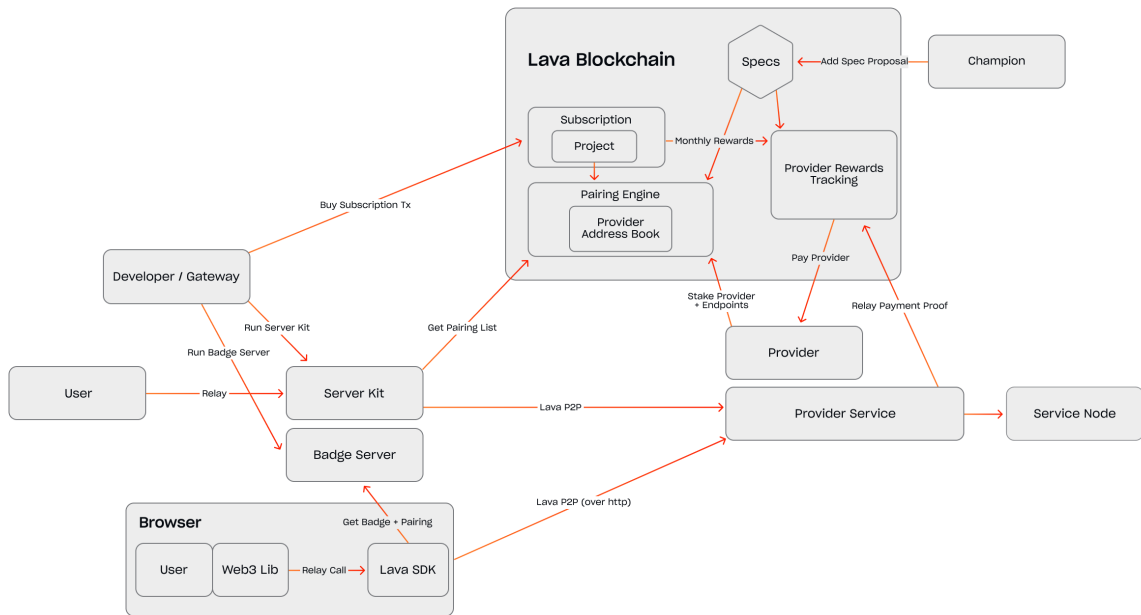 Lava Blockchain
Specs
Add Spec Proposal
Champion
Subscription
Project
Monthly Rewards
Provider Rewards
Tracking
Pairing Engine
Provider
Address Book
Buy Subscription Tx
Developer / Gateway
Pay Provider
Stake Provider
+ Endpoints
Relay Payment Proof
Get Pairing List
Run Server Kit
Run Badge Server
Provider
User
Relay
Server Kit
Lava P2P
Provider Service
Service Node
Badge Server
Lava P2P (over http)
Browser
Get Badge + Pairing
User
Web3 Lib
Relay Call
Lava SDK